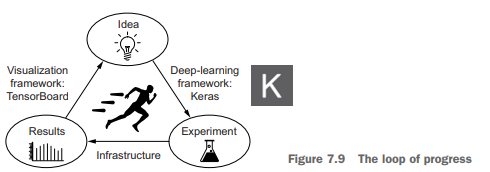 Idea
Visualization
framework:
TensorBoard
Deep-learning
framework:
Keras
K
Results
Experiment
Infrastructure
Figure 7.9 The loop of progress